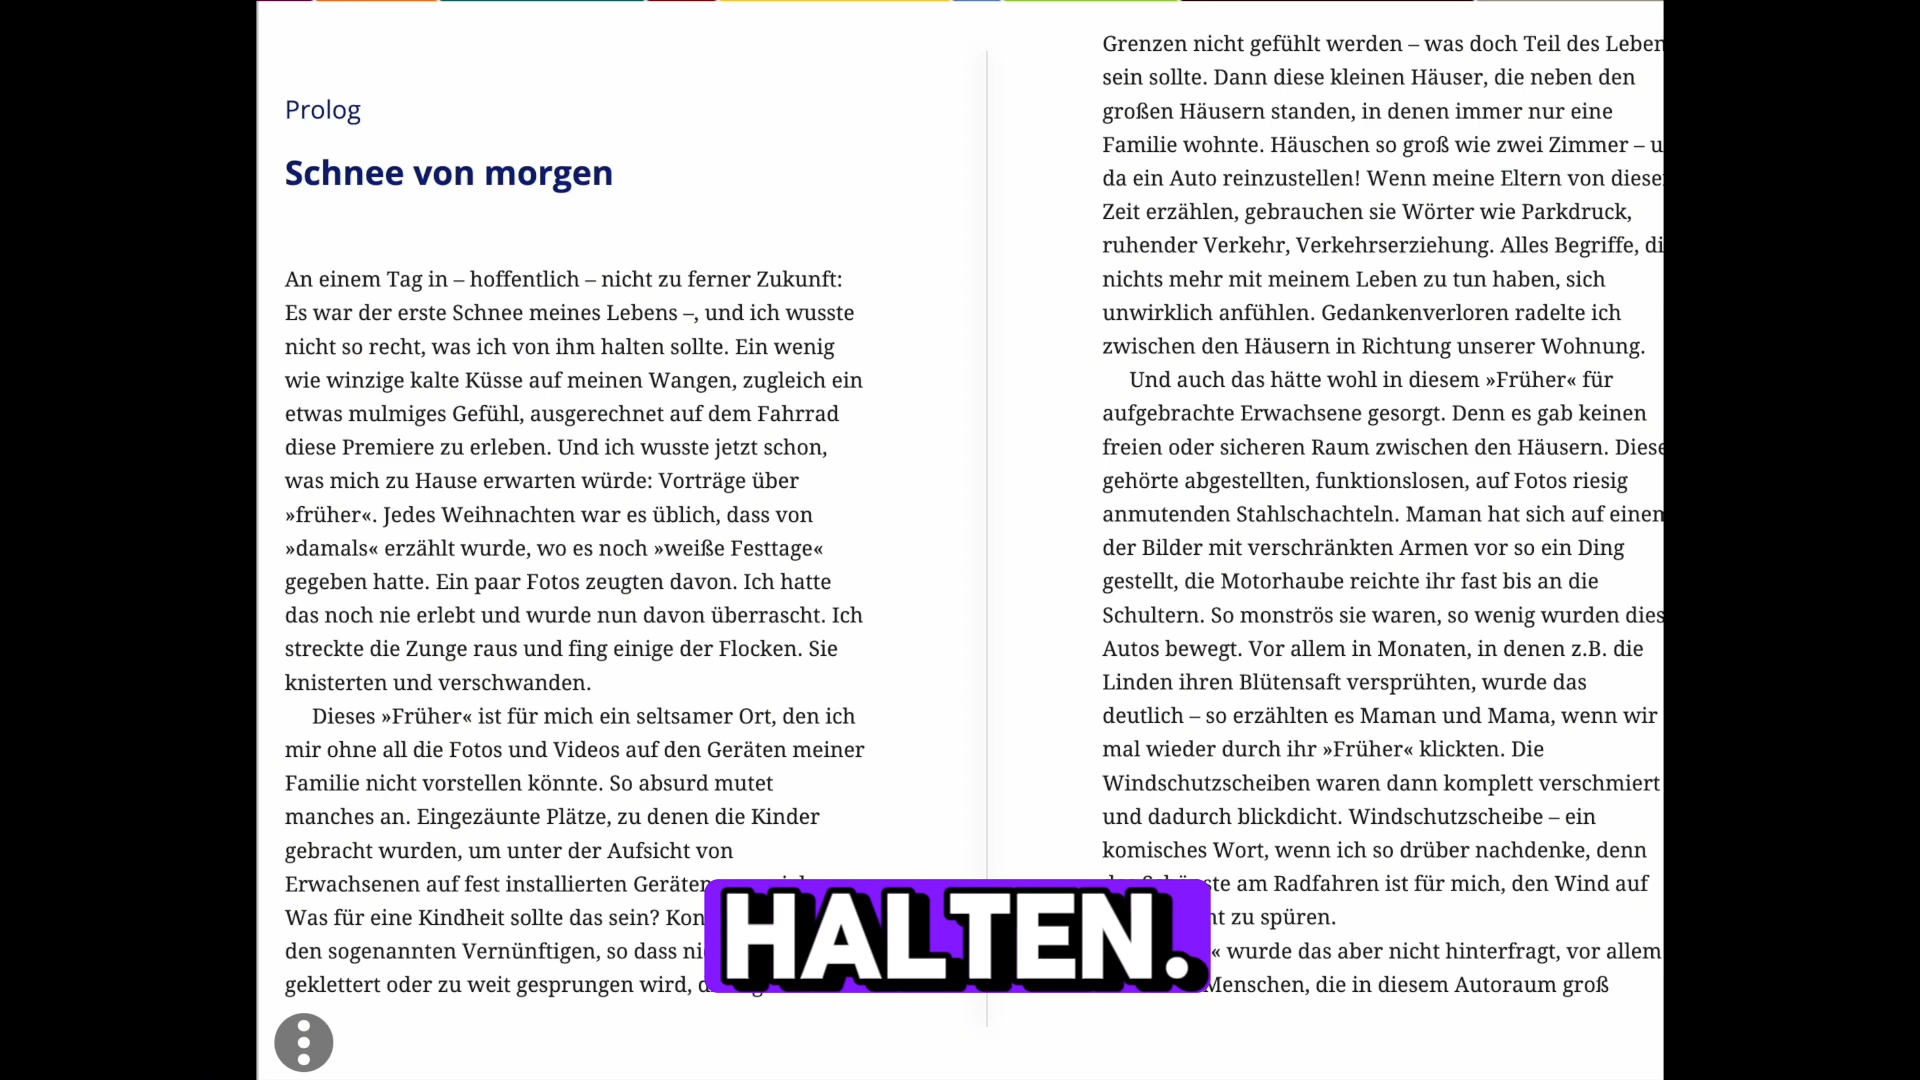 Prolog
Schnee von morgen
An einem Tag in – hoffentlich – nicht zu ferner Zukunft:
Es war der erste Schnee meines Lebens –, und ich wusste
nicht so recht, was ich von ihm halten sollte. Ein wenig
wie winzige kalte Küsse auf meinen Wangen, zugleich ein
etwas mulmiges Gefühl, ausgerechnet auf dem Fahrrad
diese Premiere zu erleben. Und ich wusste jetzt schon,
was mich zu Hause erwarten würde: Vorträge über
»früher«. Jedes Weihnachten war es üblich, dass von
»damals« erzählt wurde, wo es noch »weiße Festtage«
gegeben hatte. Ein paar Fotos zeugten davon. Ich hatte
das noch nie erlebt und wurde nun davon überrascht. Ich
streckte die Zunge raus und fing einige der Flocken. Sie
knisterten und verschwanden.
Dieses »Früher« ist für mich ein seltsamer Ort, den ich
mir ohne all die Fotos und Videos auf den Geräten meiner
Familie nicht vorstellen könnte. So absurd mutet
manches an. Eingezäunte Plätze, zu denen die Kinder
gebracht wurden, um unter der Aufsicht von
Erwachsenen auf fest installierten Geräten
Was für eine Kindheit sollte das sein? Kon
den sogenannten Vernünftigen, so dass ni
geklettert oder zu weit gesprungen wird, d
Grenzen nicht gefühlt werden – was doch Teil des Leben
sein sollte. Dann diese kleinen Häuser, die neben den
großen Häusern standen, in denen immer nur eine
Familie wohnte. Häuschen so groß wie zwei Zimmer – u
da ein Auto reinzustellen! Wenn meine Eltern von diese
Zeit erzählen, gebrauchen sie Wörter wie Parkdruck,
ruhender Verkehr, Verkehrserziehung. Alles Begriffe, di
nichts mehr mit meinem Leben zu tun haben, sich
unwirklich anfühlen. Gedankenverloren radelte ich
zwischen den Häusern in Richtung unserer Wohnung.
Und auch das hätte wohl in diesem »Früher« für
aufgebrachte Erwachsene gesorgt. Denn es gab keinen
freien oder sicheren Raum zwischen den Häusern. Diese
gehörte abgestellten, funktionslosen, auf Fotos riesig
anmutenden Stahlschachteln. Maman hat sich auf einem
der Bilder mit verschränkten Armen vor so ein Ding
gestellt, die Motorhaube reichte ihr fast bis an die
Schultern. So monströs sie waren, so wenig wurden dies
Autos bewegt. Vor allem in Monaten, in denen z.B. die
Linden ihren Blütensaft versprühten, wurde das
deutlich – so erzählten es Maman und Mama, wenn wir
mal wieder durch ihr »Früher« klickten. Die
Windschutzscheiben waren dann komplett verschmiert
und dadurch blickdicht. Windschutzscheibe – ein
komisches Wort, wenn ich so drüber nachdenke, denn
ste am Radfahren ist für mich, den Wind auf
ht zu spüren.
« wurde das aber nicht hinterfragt, vor allem
Menschen, die in diesem Autoraum groß
HALTEN.